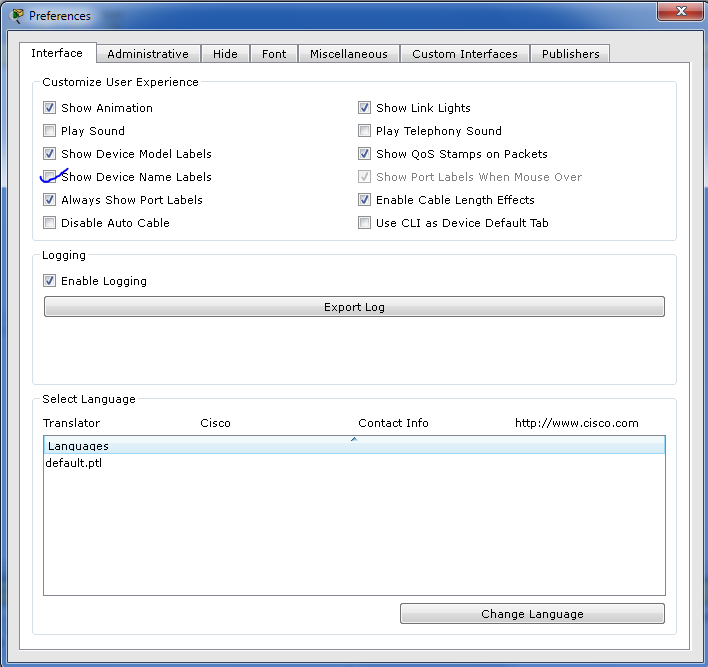 Preferences
Interface Administrative Hide Font Miscellaneous Custom Interfaces Publishers
Customize User Experience
Show Animation Show Link Lights
Play Sound Play Telephony Sound
Show Device Model Labels Show QoS Stamps on Packets
Show Device Name Labels Show Port Labels When Mouse Over
Always Show Port Labels Enable Cable Length Effects
Disable Auto Cable Use CLI as Device Default Tab
Logging
Enable Logging
Export Log
Select Language
Translator Cisco Contact Info http://www.cisco.com
Languages
default.ptl
Change Language